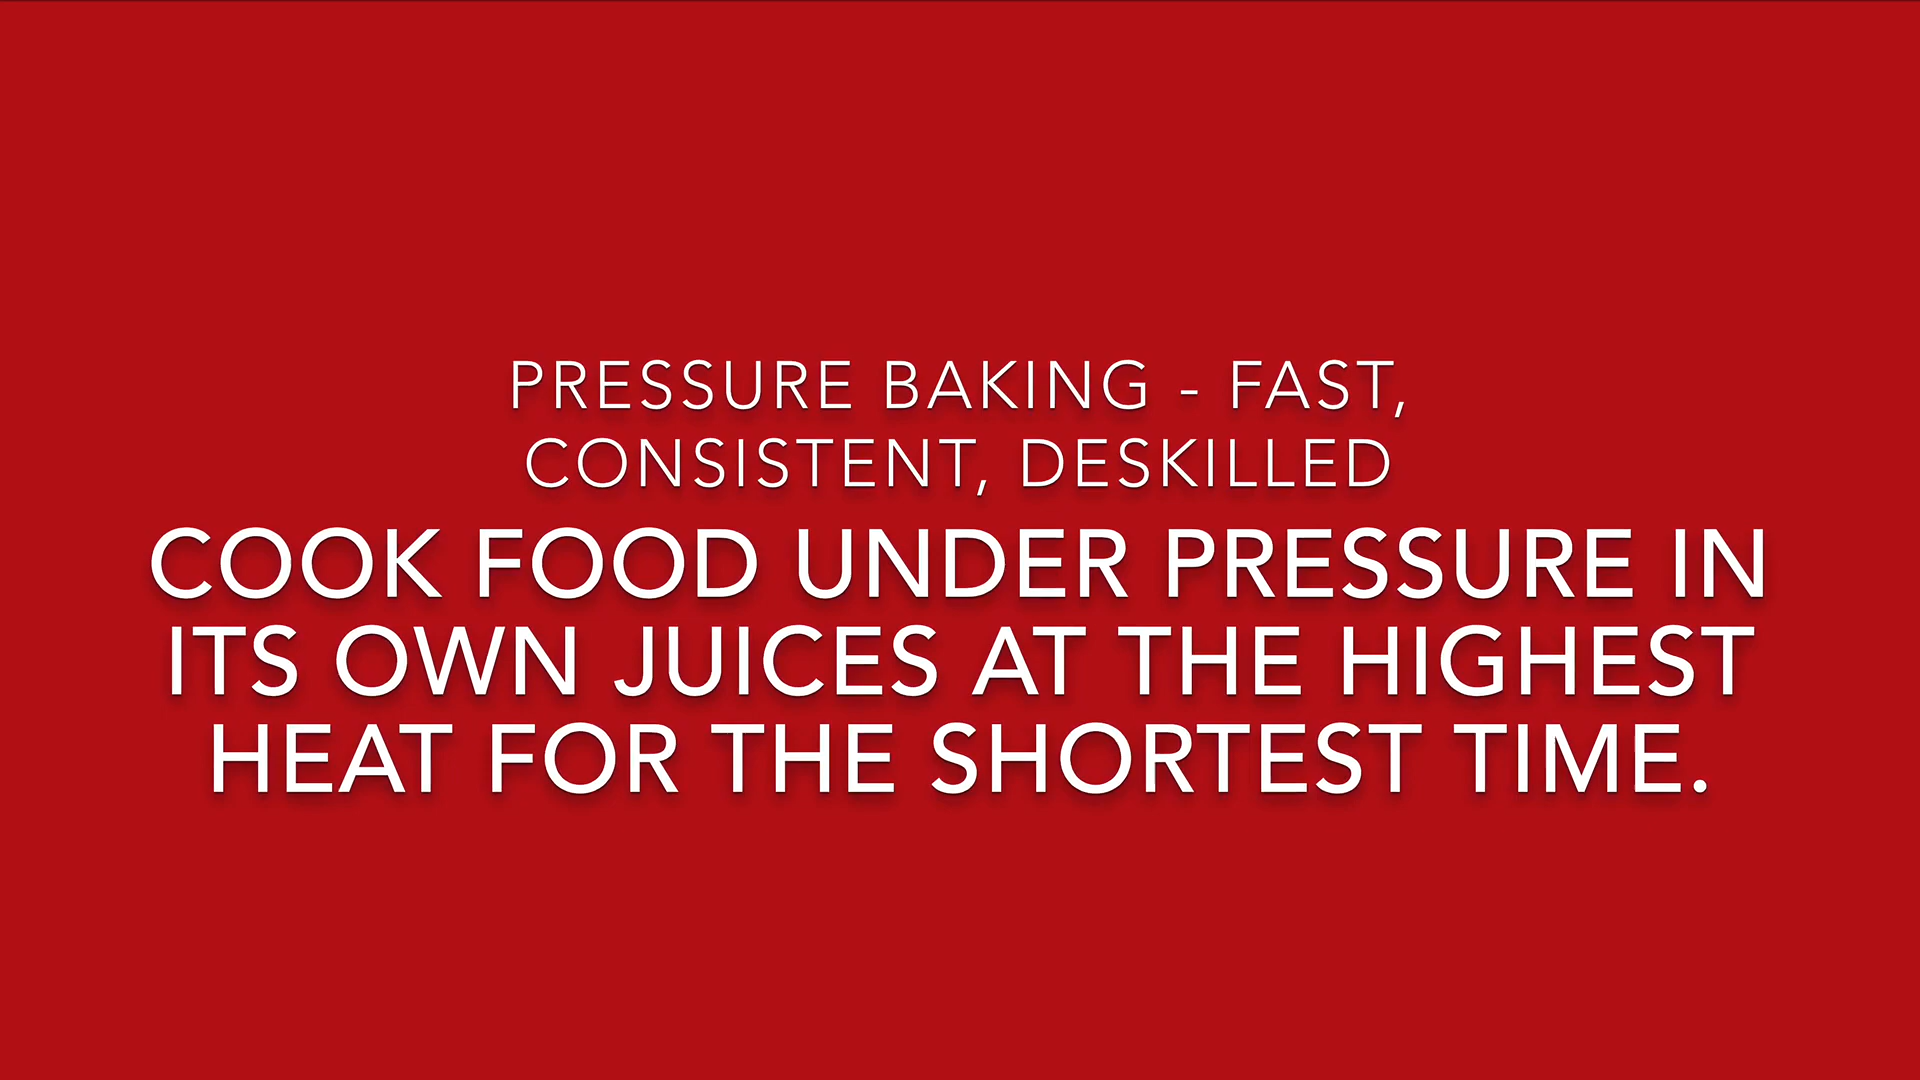 PRESSURE BAKING - FAST,
CONSISTENT, DESKILLED
COOK FOOD UNDER PRESSURE IN
ITS OWN JUICES AT THE HIGHEST
HEAT FOR THE SHORTEST TIME.